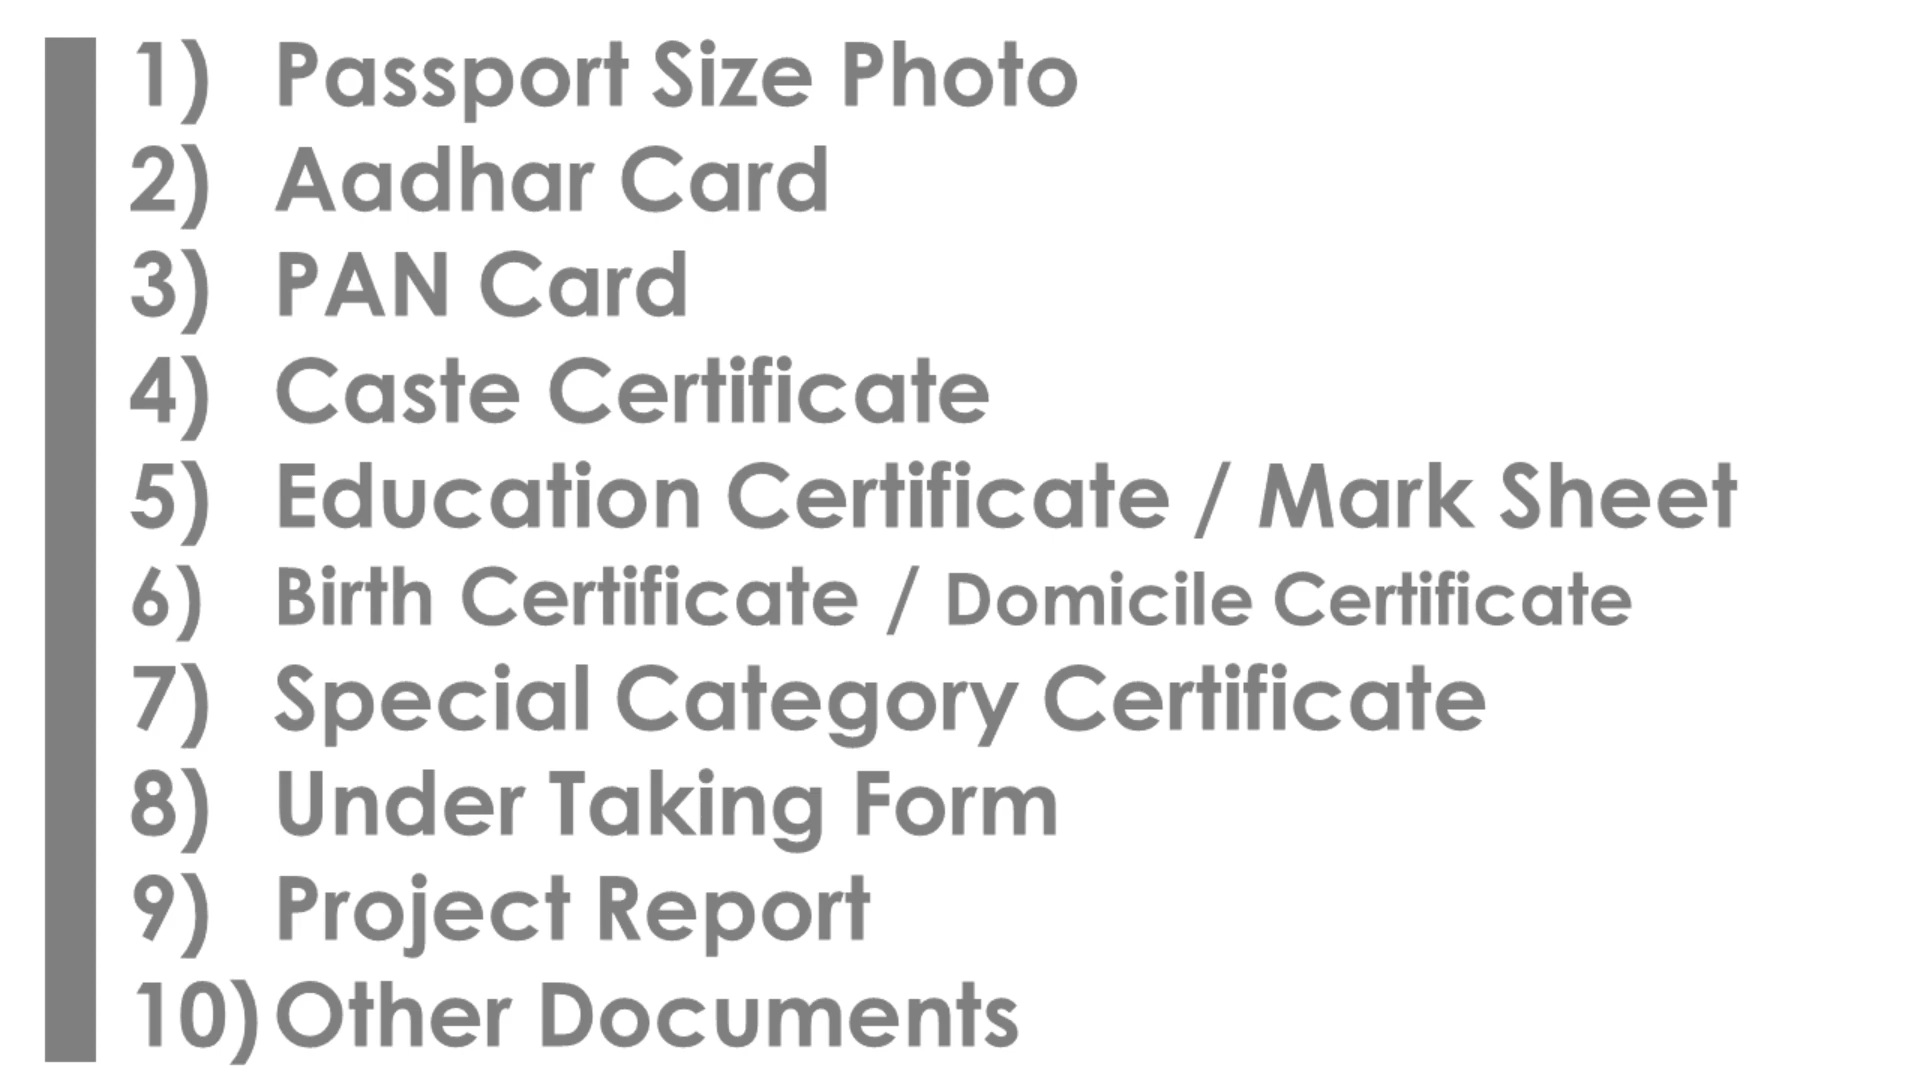 1) Passport Size Photo
2) Aadhar Card
3) PAN Card
4) Caste Certificate
5) Education Certificate / Mark Sheet
6) Birth Certificate / Domicile Certificate
7) Special Category Certificate
8) Under Taking Form
9) Project Report
10) Other Documents